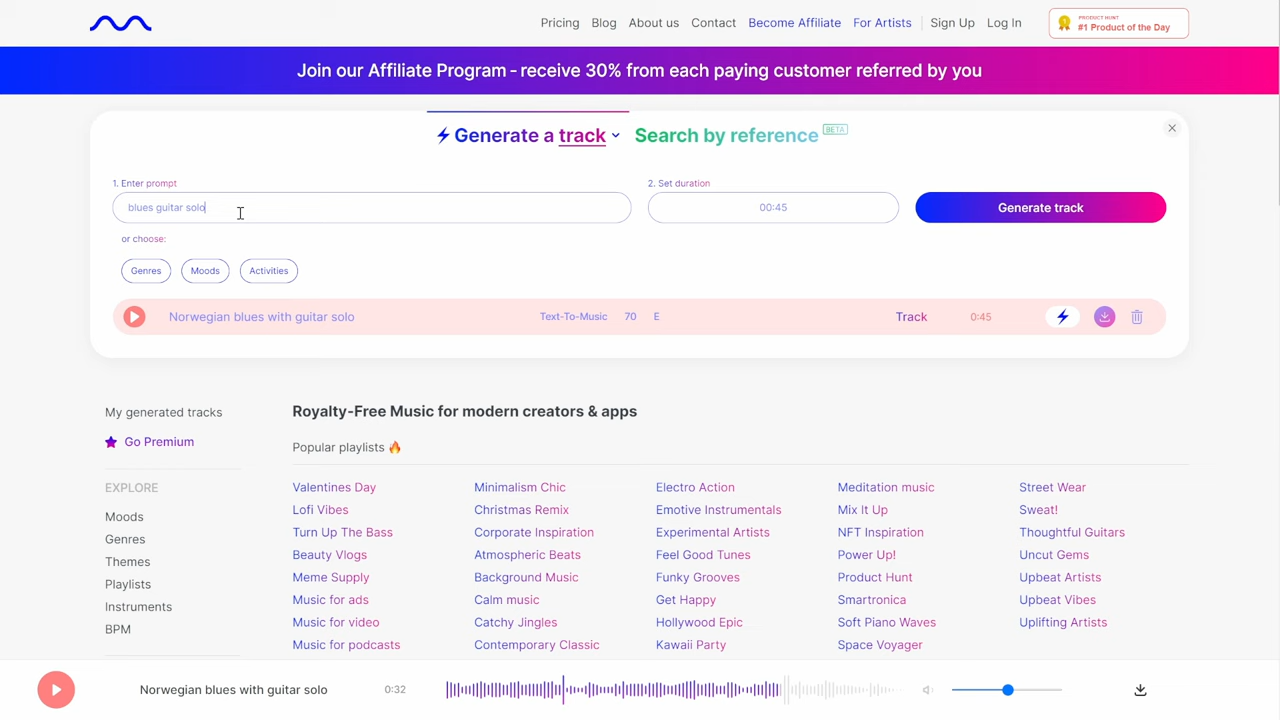 Pricing Blog About us Contact Become Affiliate For Artists Sign Up Log In
PRODUCT HUNT
#1 Product of the Day
Join our Affiliate Program - receive 30% from each paying customer referred by you
Generate a track Search by reference BETA
1. Enter prompt 2. Set duration
blues guitar solo 00:45 Generate track
or choose:
Genres Moods Activities
Norwegian blues with guitar solo Text-To-Music 70 E Track 0:45
My generated tracks
Go Premium
EXPLORE
Moods
Genres
Themes
Playlists
Instruments
BPM
Royalty-Free Music for modern creators & apps
Popular playlists 🔥
Valentines Day Minimalism Chic Electro Action Meditation music Street Wear
Lofi Vibes Christmas Remix Emotive Instrumentals Mix It Up Sweat!
Turn Up The Bass Corporate Inspiration Experimental Artists NFT Inspiration Thoughtful Guitars
Beauty Vlogs Atmospheric Beats Feel Good Tunes Power Up! Uncut Gems
Meme Supply Background Music Funky Grooves Product Hunt Upbeat Artists
Music for ads Calm music Get Happy Smartronica Upbeat Vibes
Music for video Catchy Jingles Hollywood Epic Soft Piano Waves Uplifting Artists
Music for podcasts Contemporary Classic Kawaii Party Space Voyager
Norwegian blues with guitar solo 0:32